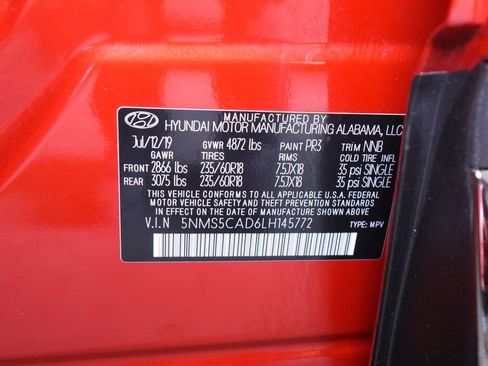 MANUFACTURED BY
HYUNDAI MOTOR MANUFACTURING ALABAMA, LLC
Jul/12/19 GVWR 4872 lbs PAINT PR3 TRIM NNB
GAWR TIRES RIMS COLD TIRE INFL
FRONT 2866 lbs 235/60R18 7.5JX18 35 psi SINGLE
REAR 3075 lbs 235/60R18 7.5JX18 35 psi SINGLE
THIS VEHICLE CONFORMS TO ALL APPLICABLE U.S.A. FEDERAL
MOTOR VEHICLE SAFETY AND THEFT PREVENTION
STANDARDS IN EFFECT ON THE DATE OF MANUFACTURE SHOWN ABOVE.
V.I.N 5NMS5CAD6LH145772 TYPE: MPV